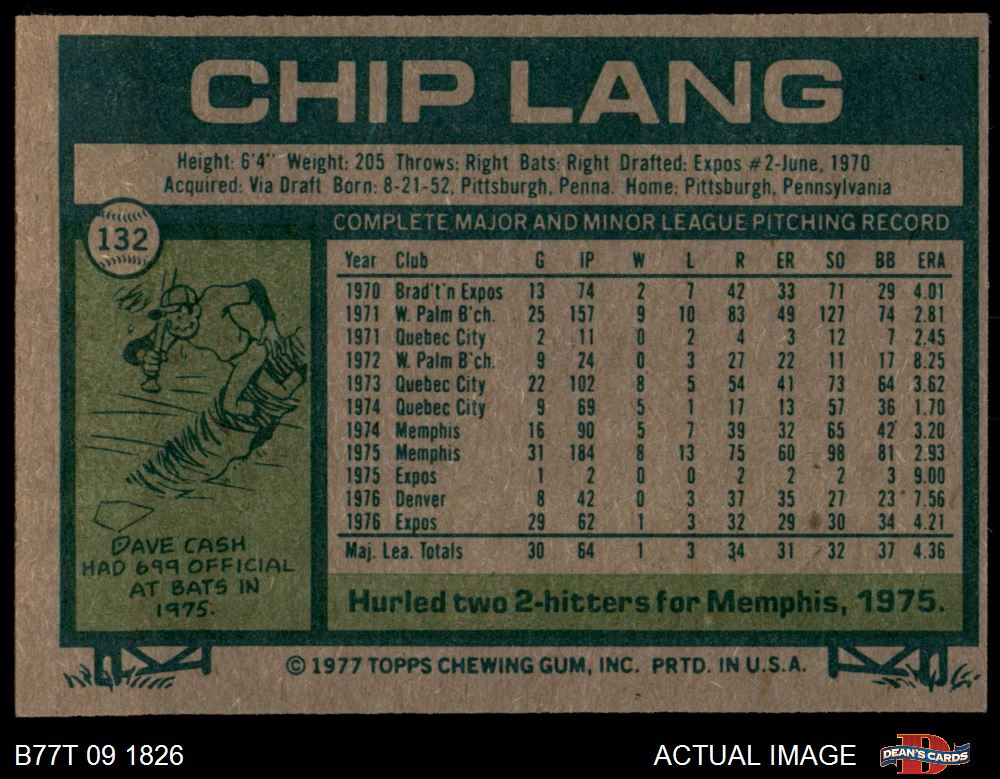 CHIP LANG
Height: 6'4" Weight: 205 Throws: Right Bats: Right Drafted: Expos #2-June, 1970
Acquired: Via Draft Born: 8-21-52, Pittsburgh, Penna. Home: Pittsburgh, Pennsylvania
132
COMPLETE MAJOR AND MINOR LEAGUE PITCHING RECORD
Year Club G IP W L R ER SO BB ERA
1970 Brad't'n Expos 13 74 2 7 42 33 71 29 4.01
1971 W. Palm B'ch. 25 157 9 10 83 49 127 74 2.81
1971 Quebec City 2 11 0 2 4 3 12 7 2.45
1972 W. Palm B'ch. 9 24 0 3 27 22 11 17 8.25
1973 Quebec City 22 102 8 5 54 41 73 64 3.62
1974 Quebec City 9 69 5 1 17 13 57 36 1.70
1974 Memphis 16 90 5 7 39 32 65 42 3.20
1975 Memphis 31 184 8 13 75 60 98 81 2.93
1975 Expos 1 2 0 0 2 2 2 3 9.00
1976 Denver 8 42 0 3 37 35 27 23 7.56
1976 Expos 29 62 1 3 32 29 30 34 4.21
Maj. Lea. Totals 30 64 1 3 34 31 32 37 4.36
DAVE CASH
HAD 699 OFFICIAL
AT BATS IN
1975.
Hurled two 2-hitters for Memphis, 1975.
© 1977 TOPPS CHEWING GUM, INC. PRTD. IN U.S.A.
B77T 09 1826
ACTUAL IMAGE
DEAN'S CARDS